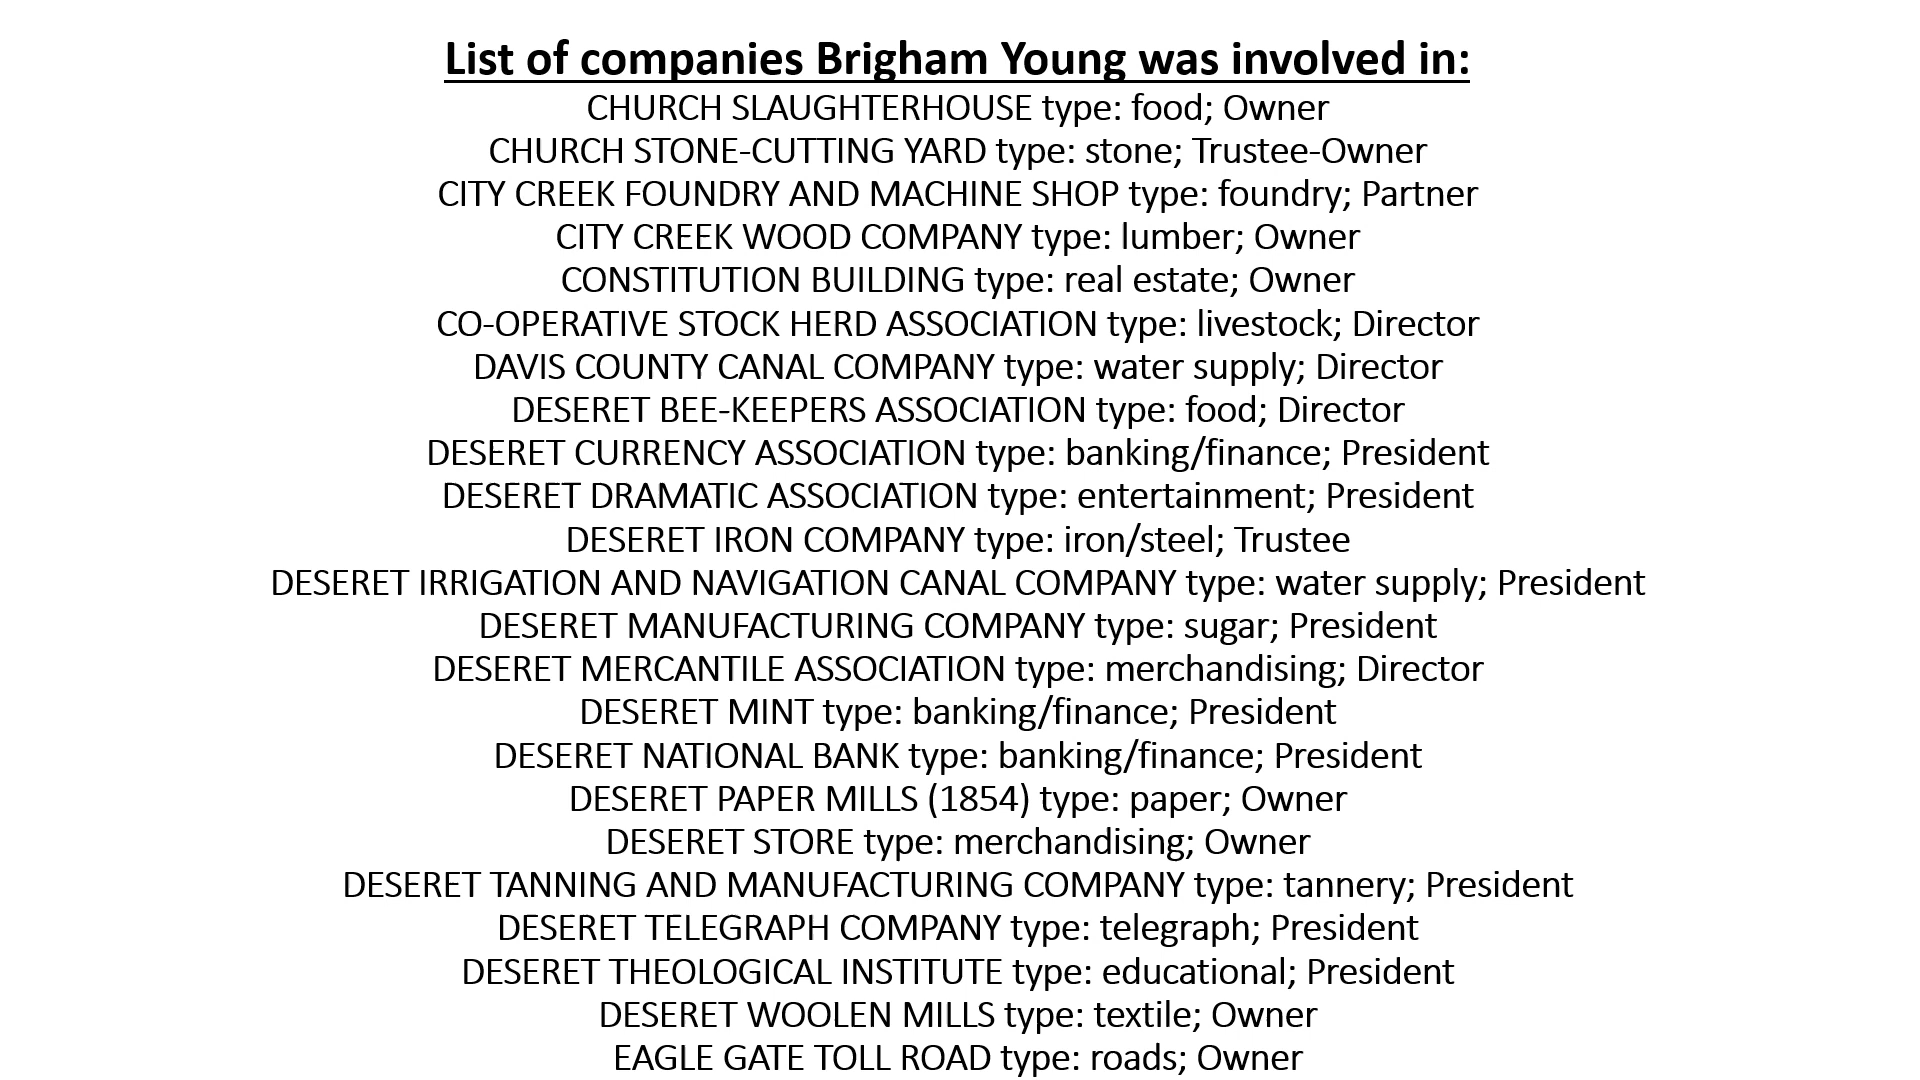 List of companies Brigham Young was involved in:
CHURCH SLAUGHTERHOUSE type: food; Owner
CHURCH STONE-CUTTING YARD type: stone; Trustee-Owner
CITY CREEK FOUNDRY AND MACHINE SHOP type: foundry; Partner
CITY CREEK WOOD COMPANY type: lumber; Owner
CONSTITUTION BUILDING type: real estate; Owner
CO-OPERATIVE STOCK HERD ASSOCIATION type: livestock; Director
DAVIS COUNTY CANAL COMPANY type: water supply; Director
DESERET BEE-KEEPERS ASSOCIATION type: food; Director
DESERET CURRENCY ASSOCIATION type: banking/finance; President
DESERET DRAMATIC ASSOCIATION type: entertainment; President
DESERET IRON COMPANY type: iron/steel; Trustee
DESERET IRRIGATION AND NAVIGATION CANAL COMPANY type: water supply; President
DESERET MANUFACTURING COMPANY type: sugar; President
DESERET MERCANTILE ASSOCIATION type: merchandising; Director
DESERET MINT type: banking/finance; President
DESERET NATIONAL BANK type: banking/finance; President
DESERET PAPER MILLS (1854) type: paper; Owner
DESERET STORE type: merchandising; Owner
DESERET TANNING AND MANUFACTURING COMPANY type: tannery; President
DESERET TELEGRAPH COMPANY type: telegraph; President
DESERET THEOLOGICAL INSTITUTE type: educational; President
DESERET WOOLEN MILLS type: textile; Owner
EAGLE GATE TOLL ROAD type: roads; Owner